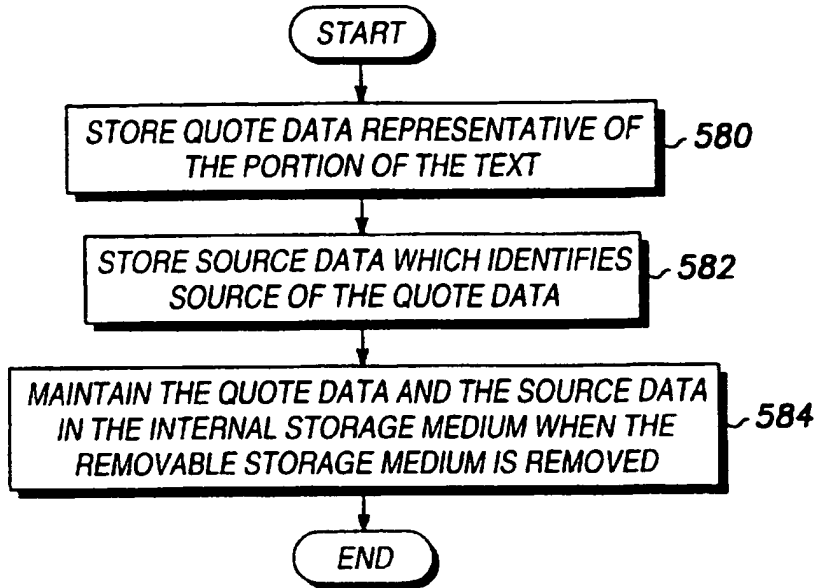 START
STORE QUOTE DATA REPRESENTATIVE OF
THE PORTION OF THE TEXT
580
STORE SOURCE DATA WHICH IDENTIFIES
SOURCE OF THE QUOTE DATA
582
MAINTAIN THE QUOTE DATA AND THE SOURCE DATA
IN THE INTERNAL STORAGE MEDIUM WHEN THE
REMOVABLE STORAGE MEDIUM IS REMOVED
584
END